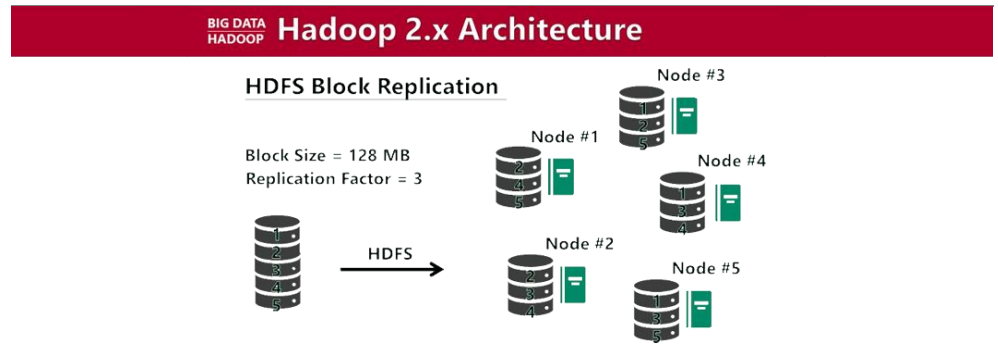 BIG DATA
HADOOP
Hadoop 2.x Architecture
HDFS Block Replication
Block Size = 128 MB
Replication Factor = 3
1
2
3
4
5
HDFS
Node #1
2
4
5
Node #2
2
3
4
Node #3
1
2
5
Node #4
1
3
4
Node #5
1
3
5